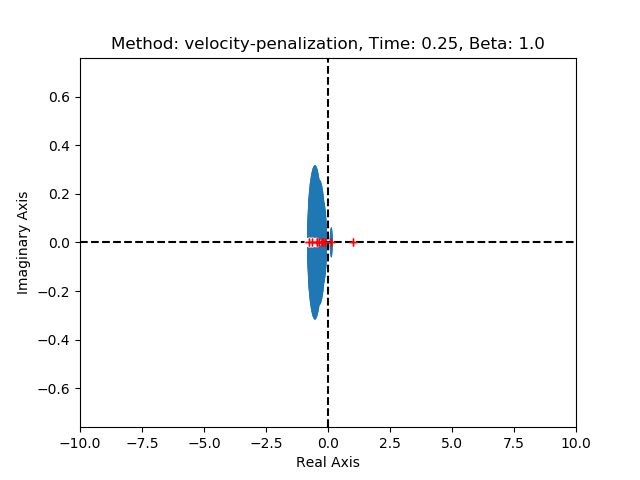 Method: velocity-penalization, Time: 0.25, Beta: 1.0
0.6
0.4
0.2
0.0
−0.2
−0.4
−0.6
Imaginary Axis
−10.0 −7.5 −5.0 −2.5 0.0 2.5 5.0 7.5 10.0
Real Axis